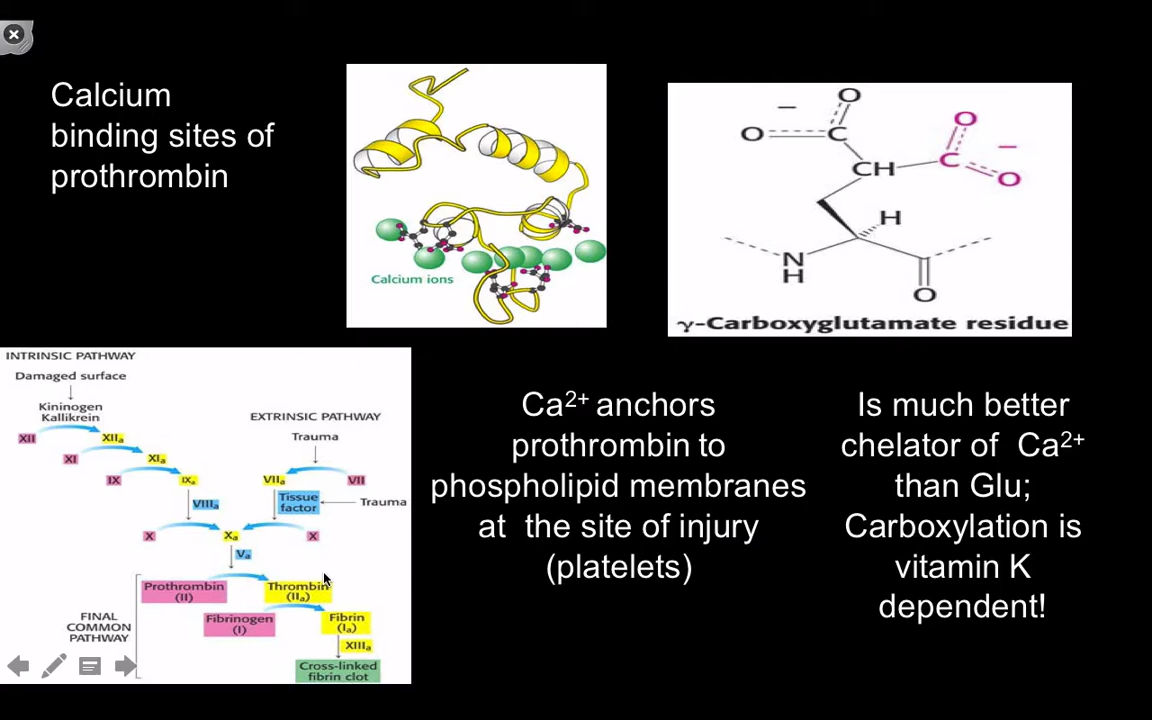 Calcium
binding sites of
prothrombin
Calcium ions
O
O
C
O
C
O
CH
H
N
H
O
γ-Carboxyglutamate residue
INTRINSIC PATHWAY
Damaged surface
Kininogen
Kallikrein
XII
XIIa
XI
XIa
IX
IXa
VIIIa
X
Xa
X
Va
EXTRINSIC PATHWAY
Trauma
VIIa
VII
Tissue
factor
Trauma
Prothrombin
(II)
Thrombin
(IIa)
Fibrinogen
(I)
Fibrin
(Ia)
XIIIa
FINAL
COMMON
PATHWAY
Cross-linked
fibrin clot
Ca2+ anchors
prothrombin to
phospholipid membranes
at the site of injury
(platelets)
Is much better
chelator of Ca2+
than Glu;
Carboxylation is
vitamin K
dependent!